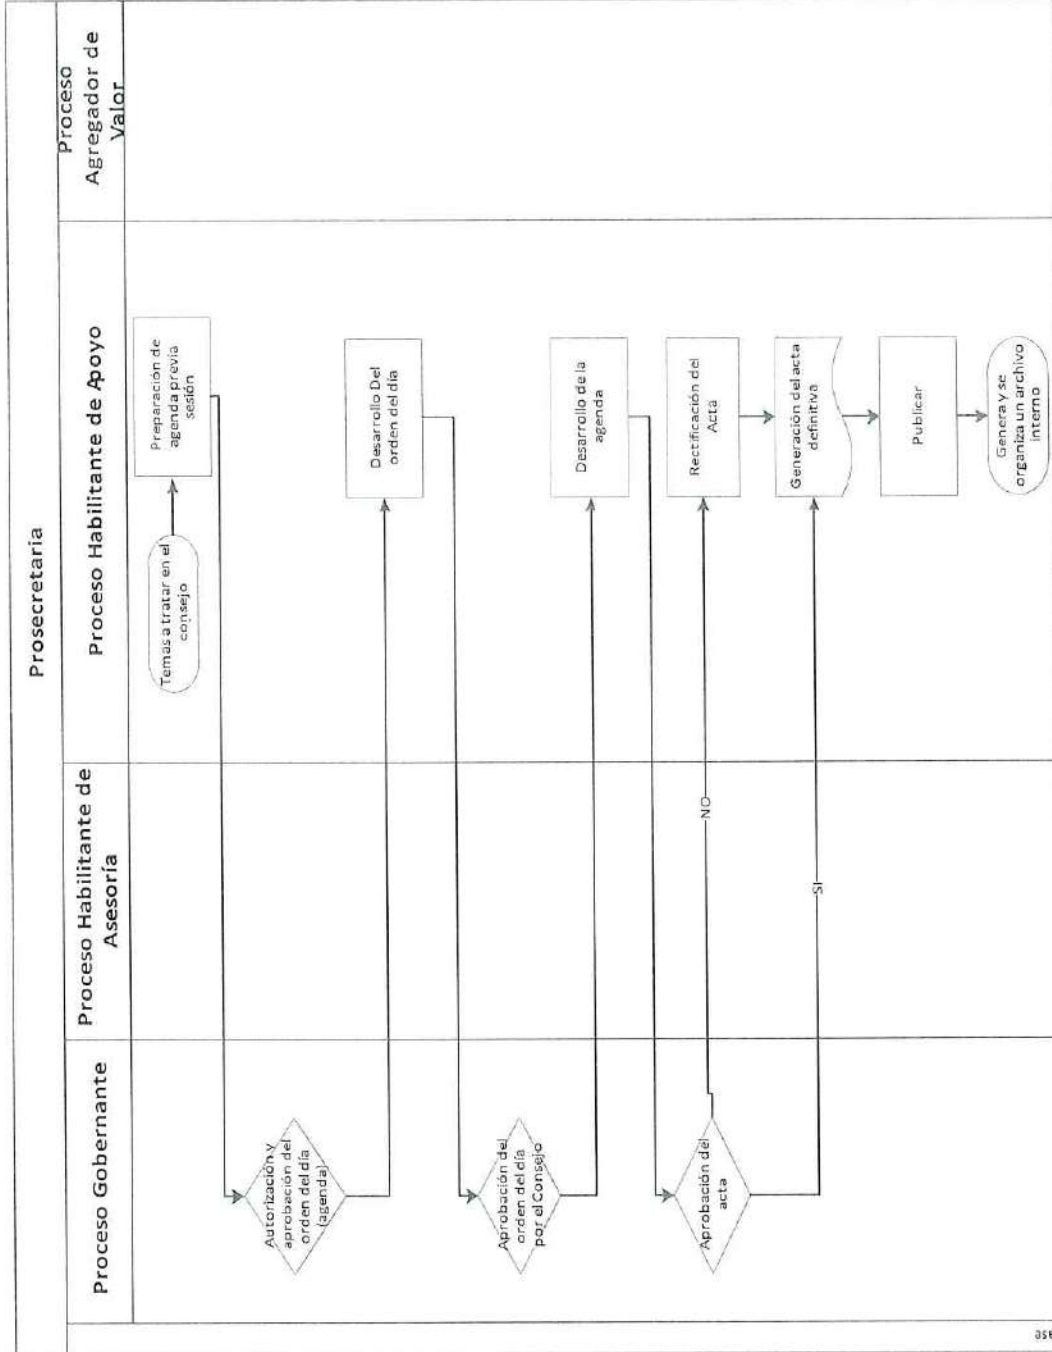 Prosecretaria
Proceso Gobernante
Proceso Habilitante de
Asesoría
Proceso Habilitante de Apoyo
Proceso
Agregador de
Valor
Temas a tratar en el
consejo
Preparación de
agenda previa
sesión
Autorización y
aprobación del
orden del día
(agenda)
Desarrollo Del
orden del día
Aprobación del
orden del día
por el Consejo
Desarrollo de la
agenda
Aprobación del
acta
NO
Rectificación del
Acta
SI
Generación del acta
definitiva
Publicar
Genera y se
organiza un archivo
interno
ase